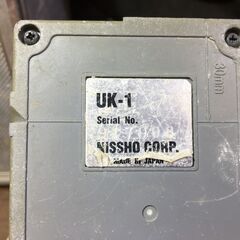 UK-1
Serial No.
NISSHO CORP.
MADE IN JAPAN
30mm